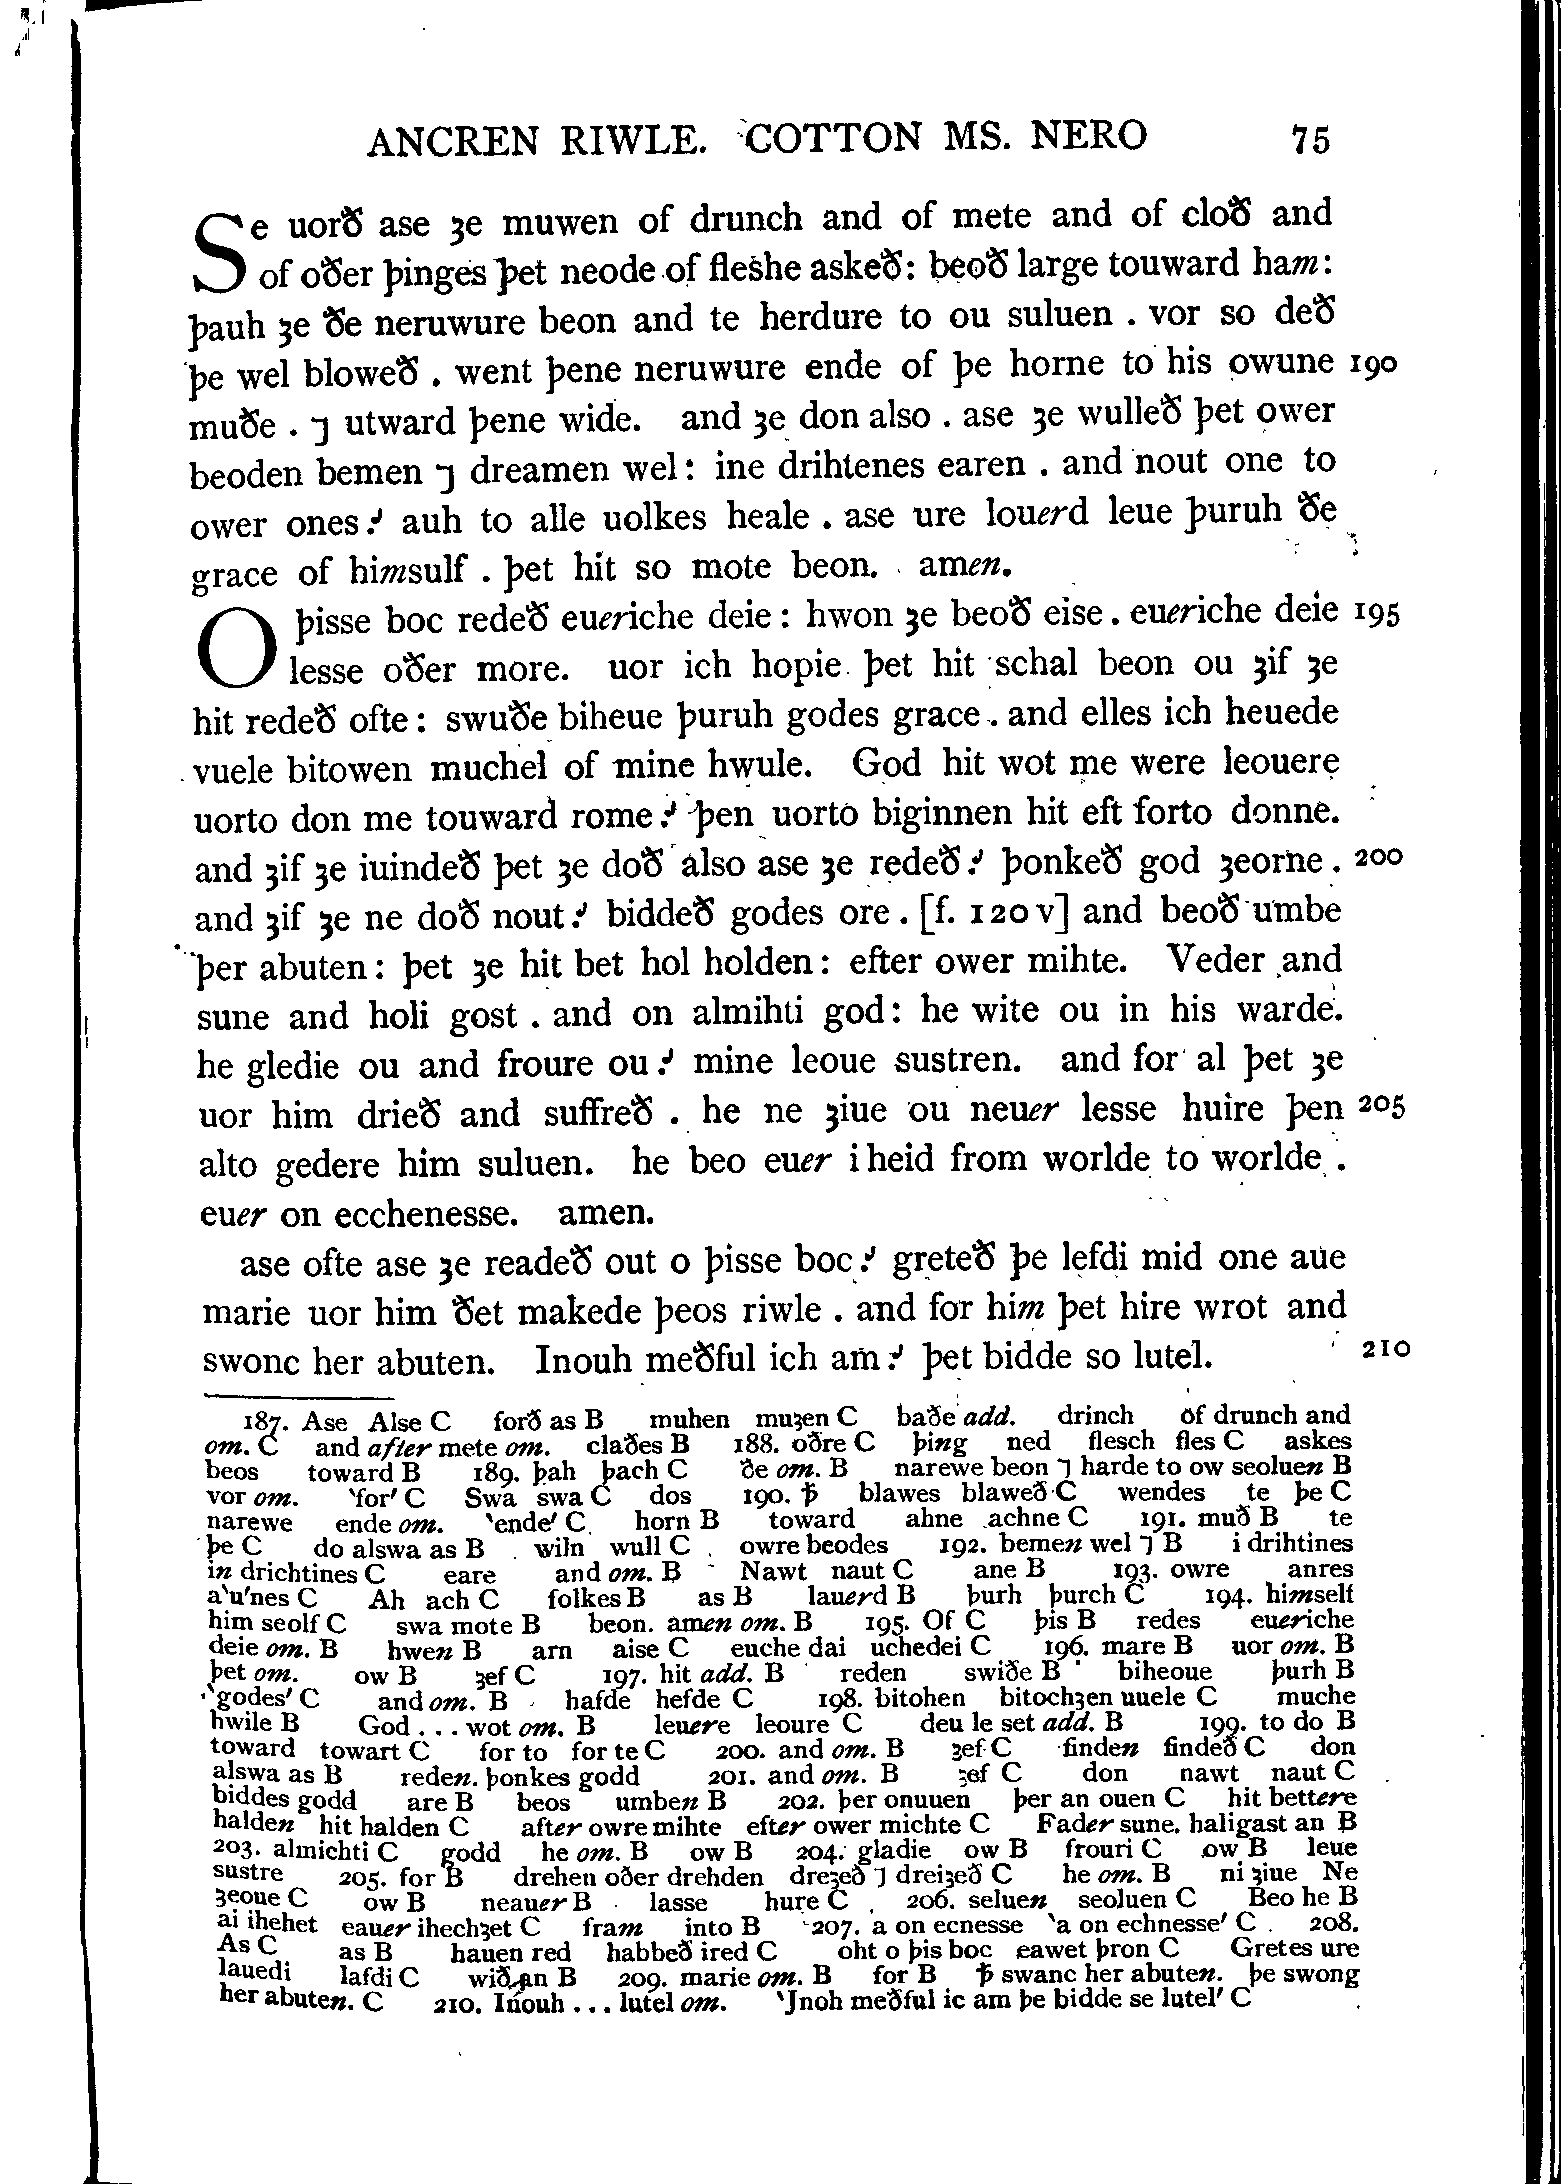 ANCREN RIWLE. COTTON MS. NERO 75
Se uorð ase ȝe muwen of drunch and of mete and of cloð and
of oðer þinges þet neode of fleshe askeð: beoð large touward ham:
þauh ȝe ðe neruwure beon and te herdure to ou suluen . vor so deð
þe wel bloweð . went þene neruwure ende of þe horne to his owune 190
muðe . ⁊ utward þene wide. and ȝe don also . ase ȝe wulleð þet ower
beoden bemen ⁊ dreamen wel: ine drihtenes earen . and nout one to
ower ones؛ auh to alle uolkes heale . ase ure louerd leue þuruh ðe
grace of himsulf . þet hit so mote beon. amen.
O þisse boc redeð eueriche deie: hwon ȝe beoð eise . eueriche deie 195
lesse oðer more. uor ich hopie þet hit schal beon ou ȝif ȝe
hit redeð ofte: swuðe biheue þuruh godes grace . and elles ich heuede
vuele bitowen muchel of mine hwule. God hit wot me were leouere
uorto don me touward rome؛ þen uorto biginnen hit eft forto donne.
and ȝif ȝe iuindeð þet ȝe doð also ase ȝe redeð؛ þonkeð god ȝeorne . 200
and ȝif ȝe ne doð nout؛ biddeð godes ore . [f. 120 v] and beoð umbe
þer abuten: þet ȝe hit bet hol holden: efter ower mihte. Veder and
sune and holi gost . and on almihti god: he wite ou in his warde.
he gledie ou and froure ou؛ mine leoue sustren. and for al þet ȝe
uor him drieð and suffreð . he ne ȝiue ou neuer lesse huire þen 205
alto gedere him suluen. he beo euer iheid from worlde to worlde .
euer on ecchenesse. amen.
ase ofte ase ȝe readeð out o þisse boc؛ greteð þe lefdi mid one aue
marie uor him ðet makede þeos riwle . and for him þet hire wrot and
swonc her abuten. Inouh meðful ich am؛ þet bidde so lutel. 210
187. Ase Alse C forð as B muhen muȝen C baðe add. drinch of drunch and
om. C and after mete om. claðes B 188. oðre C þing ned flesch fles C askes
beos toward B 189. þah þach C ðe om. B narewe beon ⁊ harde to ow seoluen B
vor om. 'for' C Swa swa C dos 190. ꝥ blawes blaweð C wendes te þe C
narewe ende om. 'ende' C horn B toward ahne achne C 191. muð B te
þe C do alswa as B wiln wull C owre beodes 192. bemen wel ⁊ B i drihtines
in drichtines C eare and om. B Nawt naut C ane B 193. owre anres
a'u'nes C Ah ach C folkes B as B lauerd B þurh þurch C 194. himself
him seolf C swa mote B beon. amen om. B 195. Of C þis B redes eueriche
deie om. B hwen B arn aise C euche dai uchedei C 196. mare B uor om. B
þet om. ow B ȝef C 197. hit add. B reden swiðe B biheoue þurh B
'godes' C and om. B hafde hefde C 198. bitohen bitochȝen uuele C muche
hwile B God . . . wot om. B leuere leoure C deu le set add. B 199. to do B
toward towart C for to for te C 200. and om. B ȝef C finden findeð C don
alswa as B reden. þonkes godd 201. and om. B ȝef C don nawt naut C
biddes godd are B beos umben B 202. þer onuuen þer an ouen C hit bettere
halden hit halden C after owre mihte efter ower michte C Fader sune. haligast an B
203. almichti C godd he om. B ow B 204. gladie ow B frouri C ow B leue
sustre 205. for B drehen oðer drehden dreȝeð ⁊ dreiȝeð C he om. B ni ȝiue Ne
ȝeoue C ow B neauer B lasse hure C 206. seluen seoluen C Beo he B
ai ihehet eauer ihechȝet C fram into B 207. a on ecnesse 'a on echnesse' C 208.
As C as B hauen red habbeð ired C oht o þis boc eawet þron C Gretes ure
lauedi lafdi C wið an B 209. marie om. B for B ꝥ swanc her abuten. þe swong
her abuten. C 210. Inouh . . . lutel om. 'Jnoh meðful ic am þe bidde se lutel' C